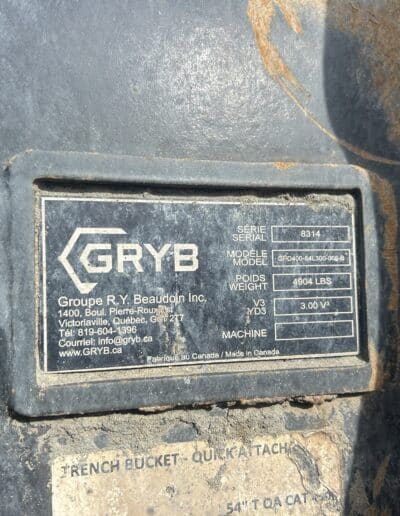 GRYB
Groupe R.Y. Beaudoin Inc.
1400, Boul. Pierre-Roux Est
Victoriaville, Québec, G6T 2T7
Tél: 819-604-1396
Courriel: info@gryb.ca
www.GRYB.ca
SÉRIE
SERIAL
8314
MODÈLE
MODEL
POIDS
WEIGHT
4904 LBS
V3
YD3
3.00 V³
MACHINE
Fabriqué au Canada / Made in Canada
TRENCH BUCKET - QUICK ATTACH
54" T QA CAT